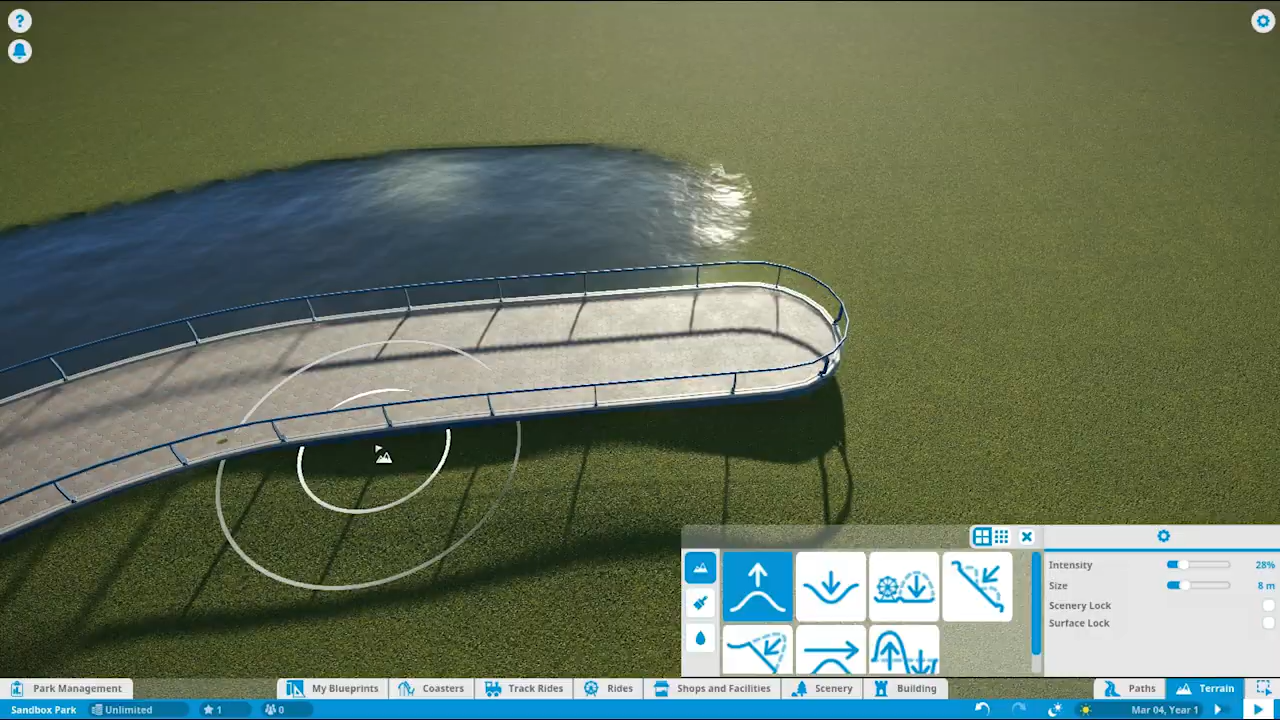 ?
Intensity 28%
Size 8 m
Scenery Lock
Surface Lock
Park Management
My Blueprints
Coasters
Track Rides
Rides
Shops and Facilities
Scenery
Building
Paths
Terrain
Sandbox Park
Unlimited
1
0
Mar 04, Year 1